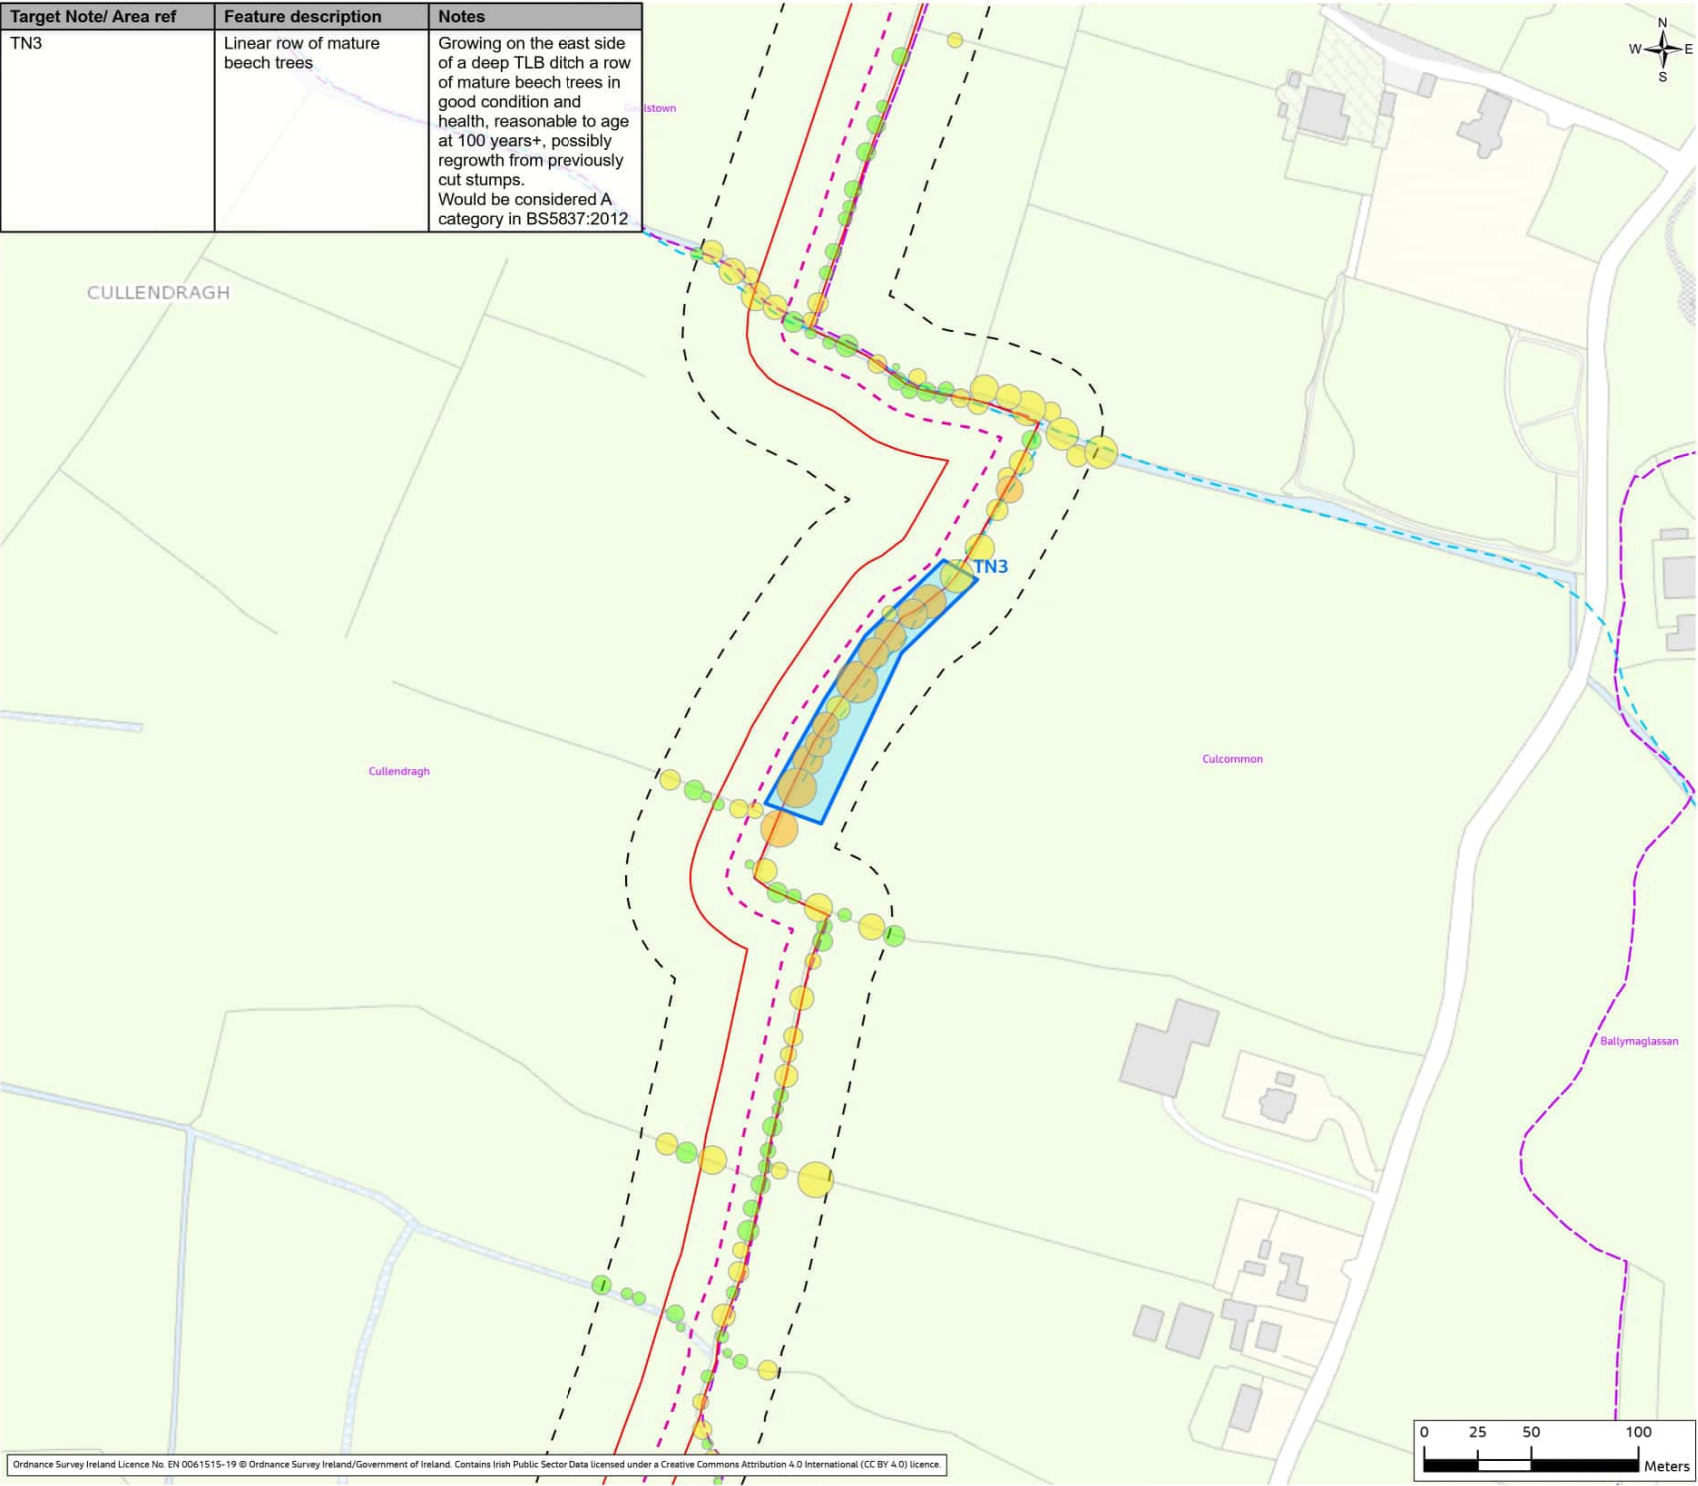 Target Note/ Area ref
Feature description
Notes
TN3
Linear row of mature
beech trees
Growing on the east side
of a deep TLB ditch a row
of mature beech trees in
good condition and
health, reasonable to age
at 100 years+, possibly
regrowth from previously
cut stumps.
Would be considered A
category in BS5837:2012
N
W
E
S
CULLENDRAGH
TN3
Cullendragh
Culcommon
Ballymaglassan
0
25
50
100
Meters
Ordnance Survey Ireland Licence No. EN 0061515-19 © Ordnance Survey Ireland/Government of Ireland. Contains Irish Public Sector Data licensed under a Creative Commons Attribution 4.0 International (CC BY 4.0) licence.